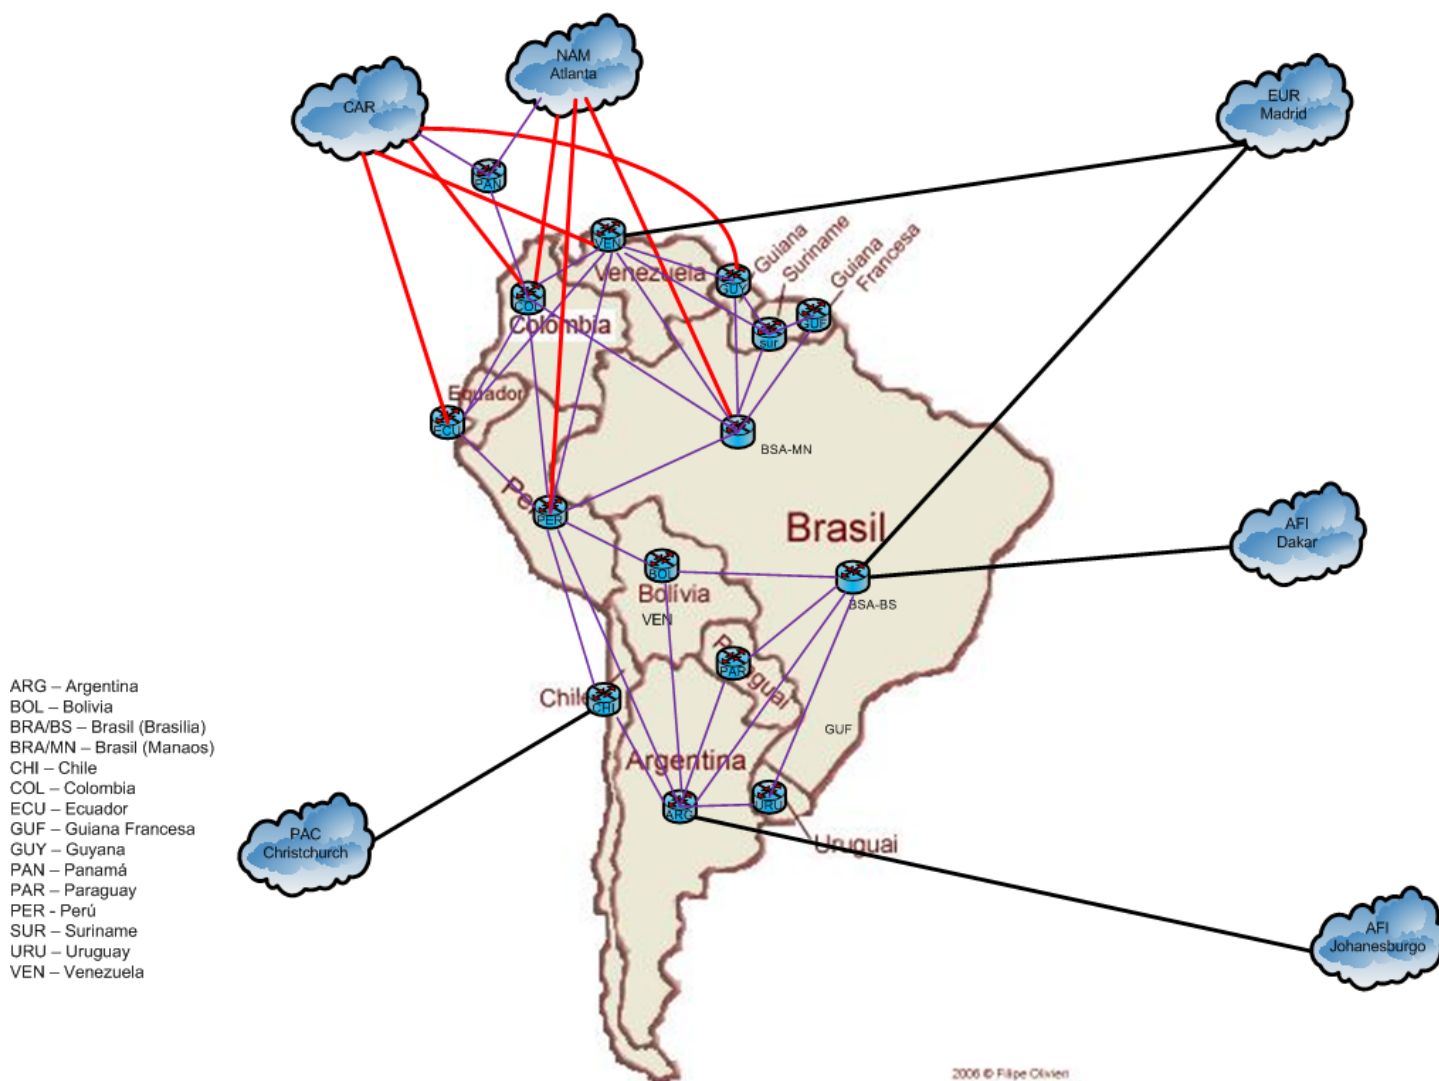 NAM
Atlanta
CAR
EUR
Madrid
PAN
VEN
Guiana
Suriname
Guiana
Francesa
Venezuela
GUY
COL
GUF
sur
Colômbia
Equador
ECU
BSA-MN
Per
PER
Brasil
AFI
Dakar
BOL
Bolívia
BSA-BS
VEN
PAR
guai
Chile
CHI
GUF
Argentina
ARG
URU
Uruguai
PAC
Christchurch
AFI
Johanesburgo
ARG – Argentina
BOL – Bolivia
BRA/BS – Brasil (Brasilia)
BRA/MN – Brasil (Manaos)
CHI – Chile
COL – Colombia
ECU – Ecuador
GUF – Guiana Francesa
GUY – Guyana
PAN – Panamá
PAR – Paraguay
PER - Perú
SUR – Suriname
URU – Uruguay
VEN – Venezuela
2006 © Filipe Olivieri